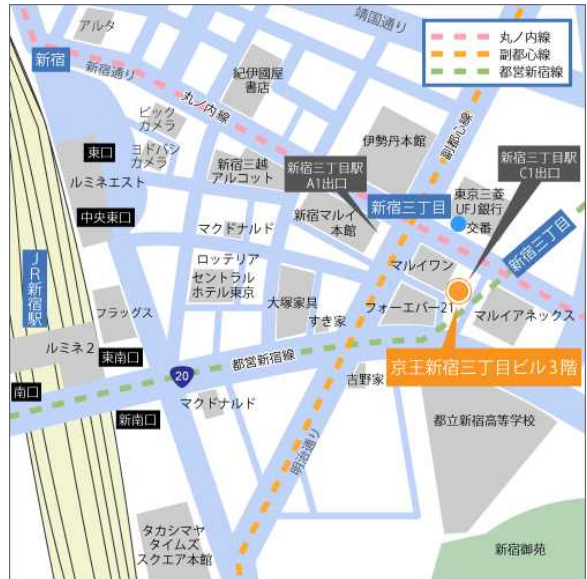 靖国通り
丸ノ内線
副都心線
都営新宿線
アルタ
新宿
新宿通り
紀伊國屋
書店
丸ノ内線
ビック
カメラ
ヨドバシ
カメラ
伊勢丹本館
副都心線
東口
ルミネエスト
新宿三越
アルコット
新宿三丁目駅
A1出口
新宿三丁目駅
C1出口
新宿三丁目
東京三菱
UFJ銀行
交番
中央東口
マクドナルド
新宿マルイ
本館
新宿三丁目
ロッテリア
セントラル
ホテル東京
マルイワン
JR新宿駅
フラッグス
大塚家具
すき家
フォーエバー21
マルイアネックス
ルミネ2
東南口
20
都営新宿線
京王新宿三丁目ビル3階
南口
新南口
マクドナルド
吉野家
都立新宿高等学校
明治通り
タカシマヤ
タイムズ
スクエア本館
新宿御苑